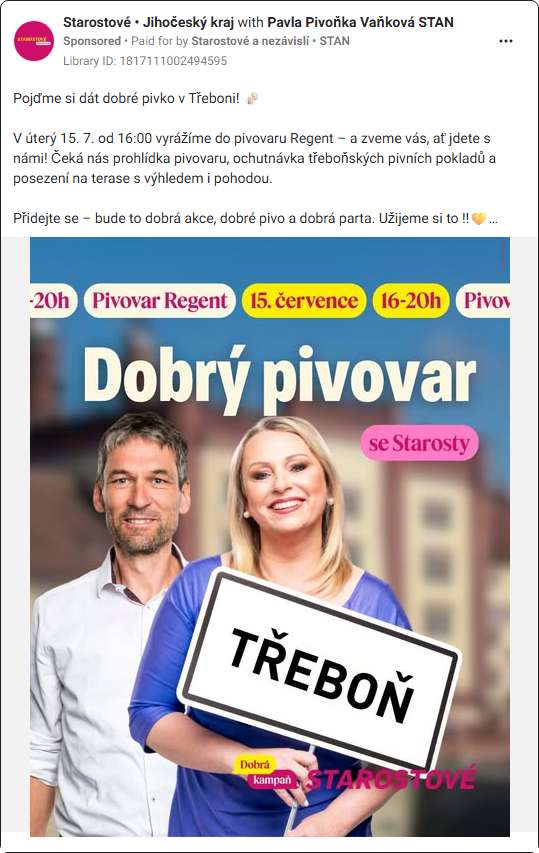 Starostové • Jihočeský kraj with Pavla Pivoňka Vaňková STAN
Sponsored • Paid for by Starostové a nezávislí • STAN
Library ID: 1817111002494595
Pojďme si dát dobré pivko v Třeboni! 🍻
V úterý 15. 7. od 16:00 vyrážíme do pivovaru Regent – a zveme vás, ať jdete s
námi! Čeká nás prohlídka pivovaru, ochutnávka třeboňských pivních pokladů a
posezení na terase s výhledem i pohodou.
Přidejte se – bude to dobrá akce, dobré pivo a dobrá parta. Užijeme si to !!🧡 ...
-20h Pivovar Regent 15. července 16-20h Pivov
Dobrý pivovar
se Starosty
TŘEBOŇ
Dobrá
kampaň
STAROSTOVÉ